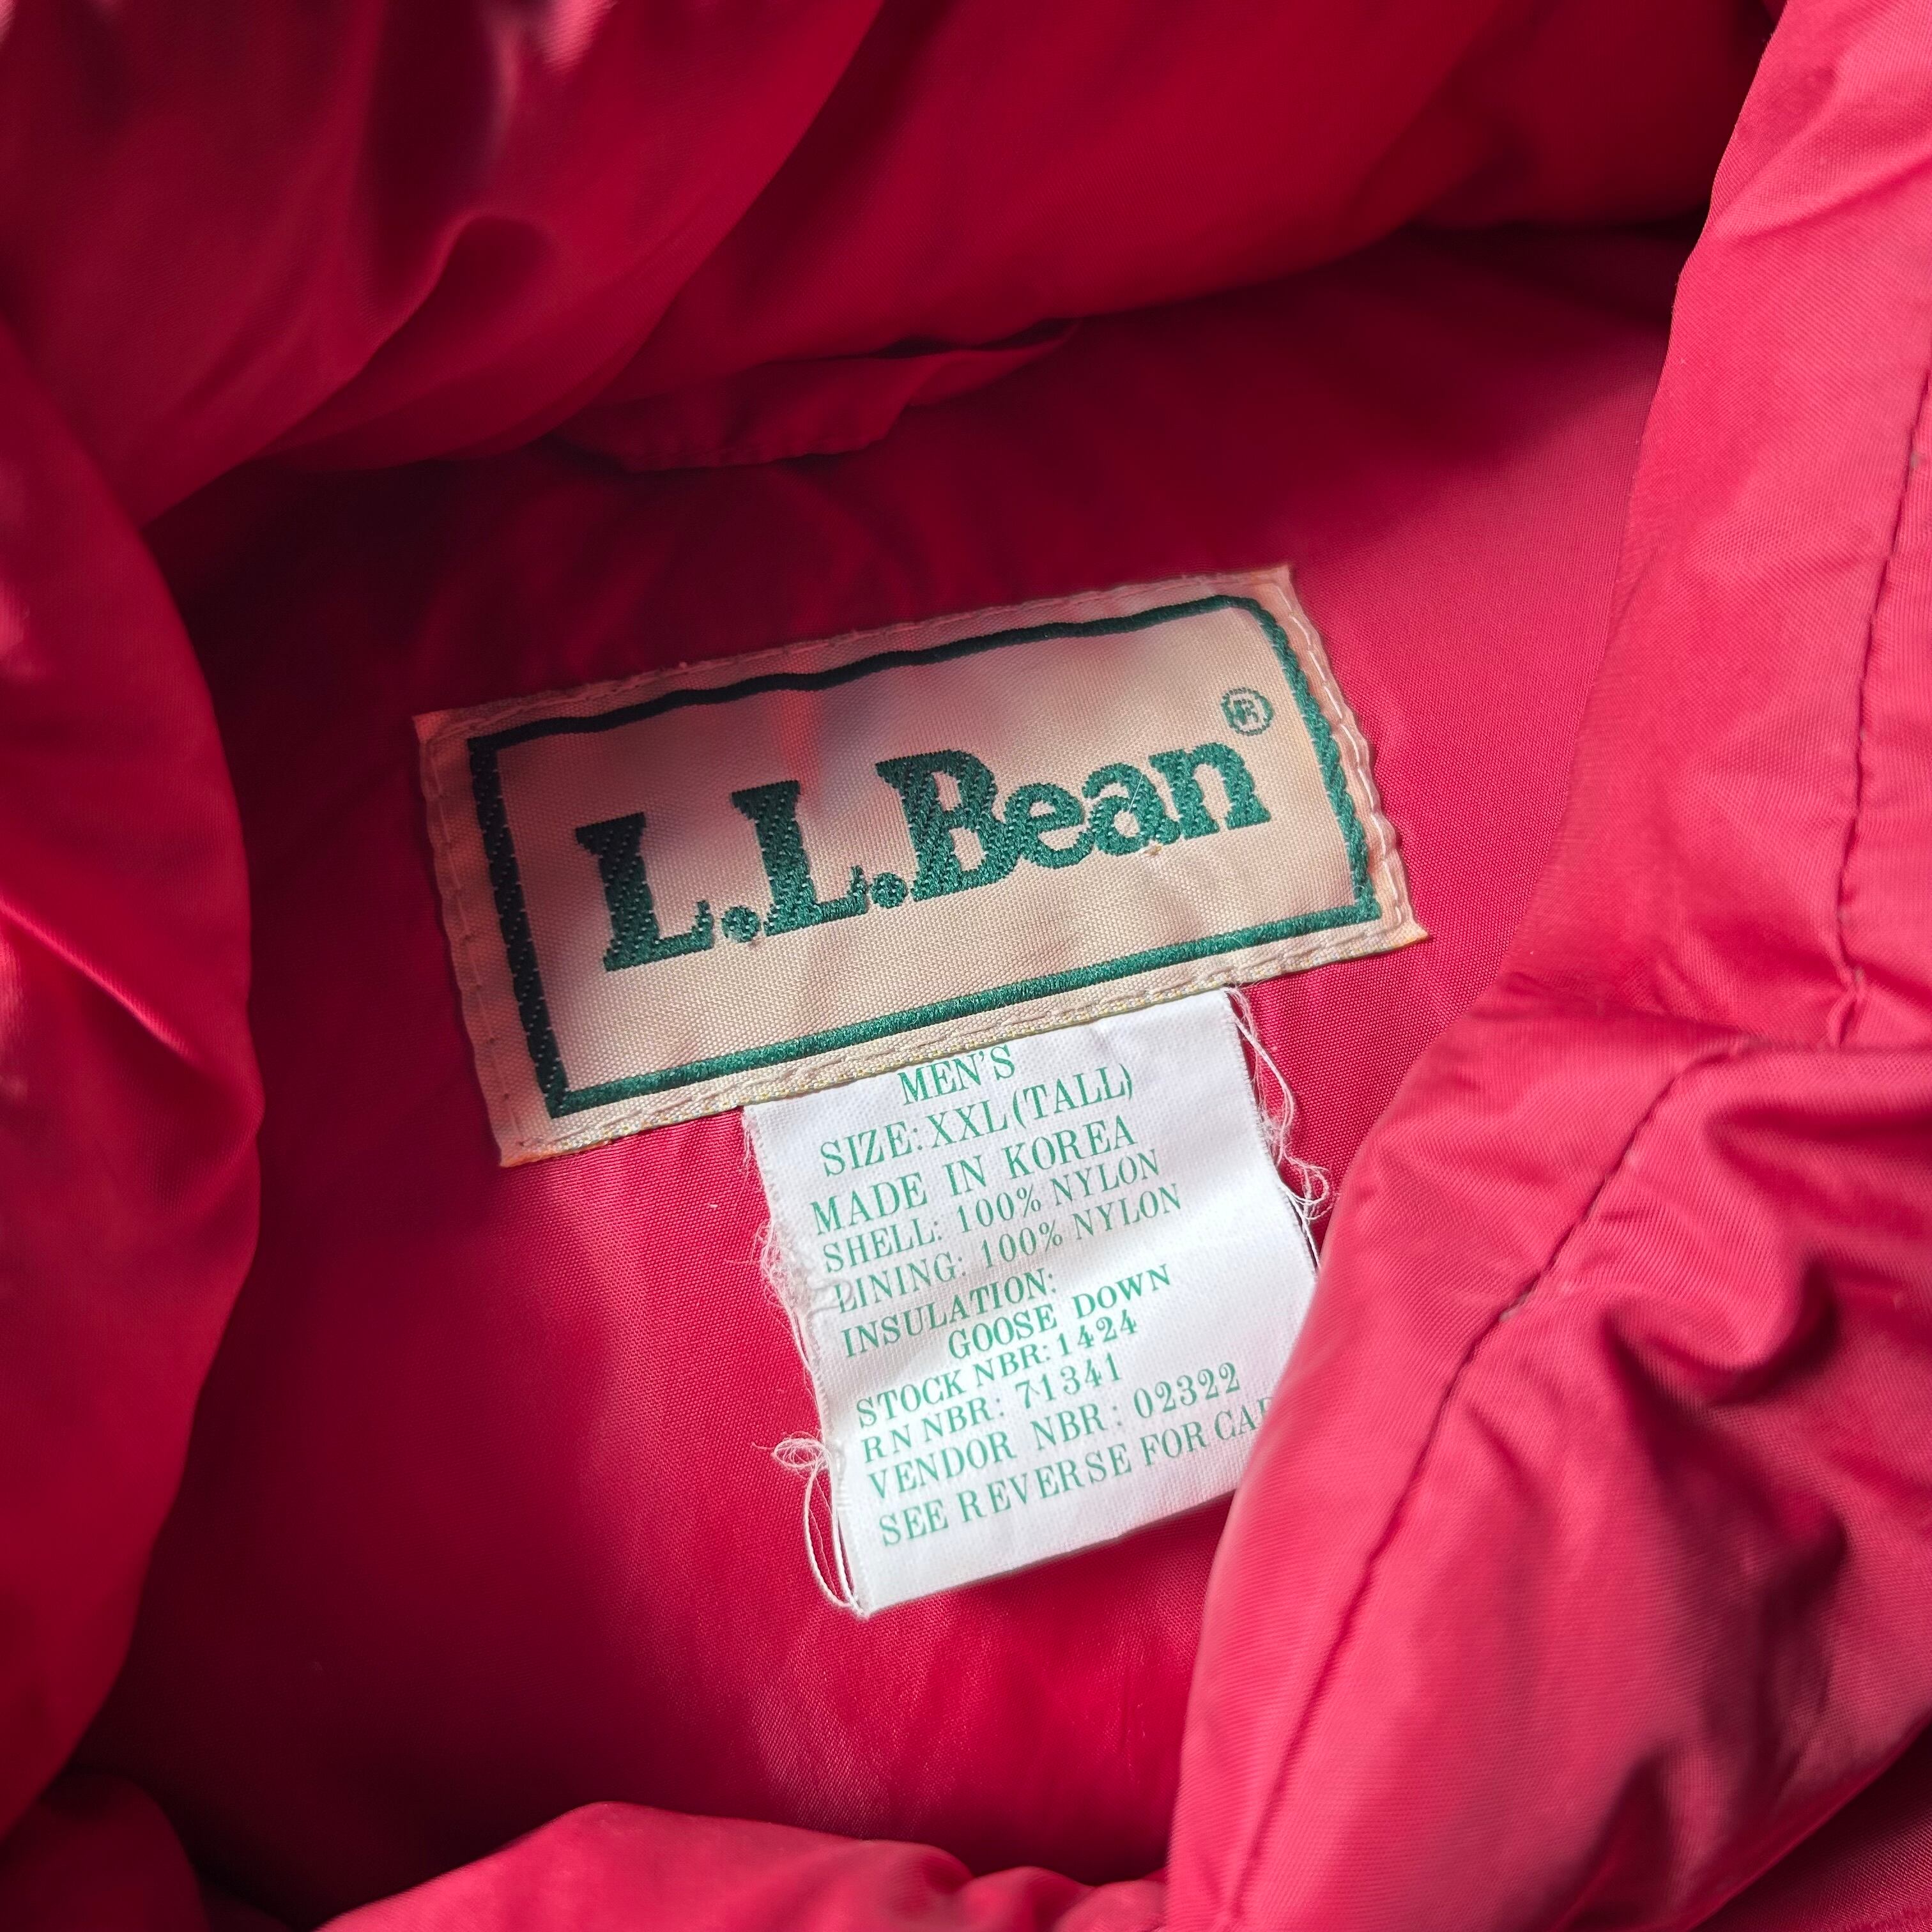 L.L.Bean®
MEN'S
SIZE: XXL (TALL)
MADE IN KOREA
SHELL: 100% NYLON
LINING: 100% NYLON
INSULATION:
GOOSE DOWN
STOCK NBR: 1424
RN NBR: 71341
VENDOR NBR: 02322
SEE REVERSE FOR